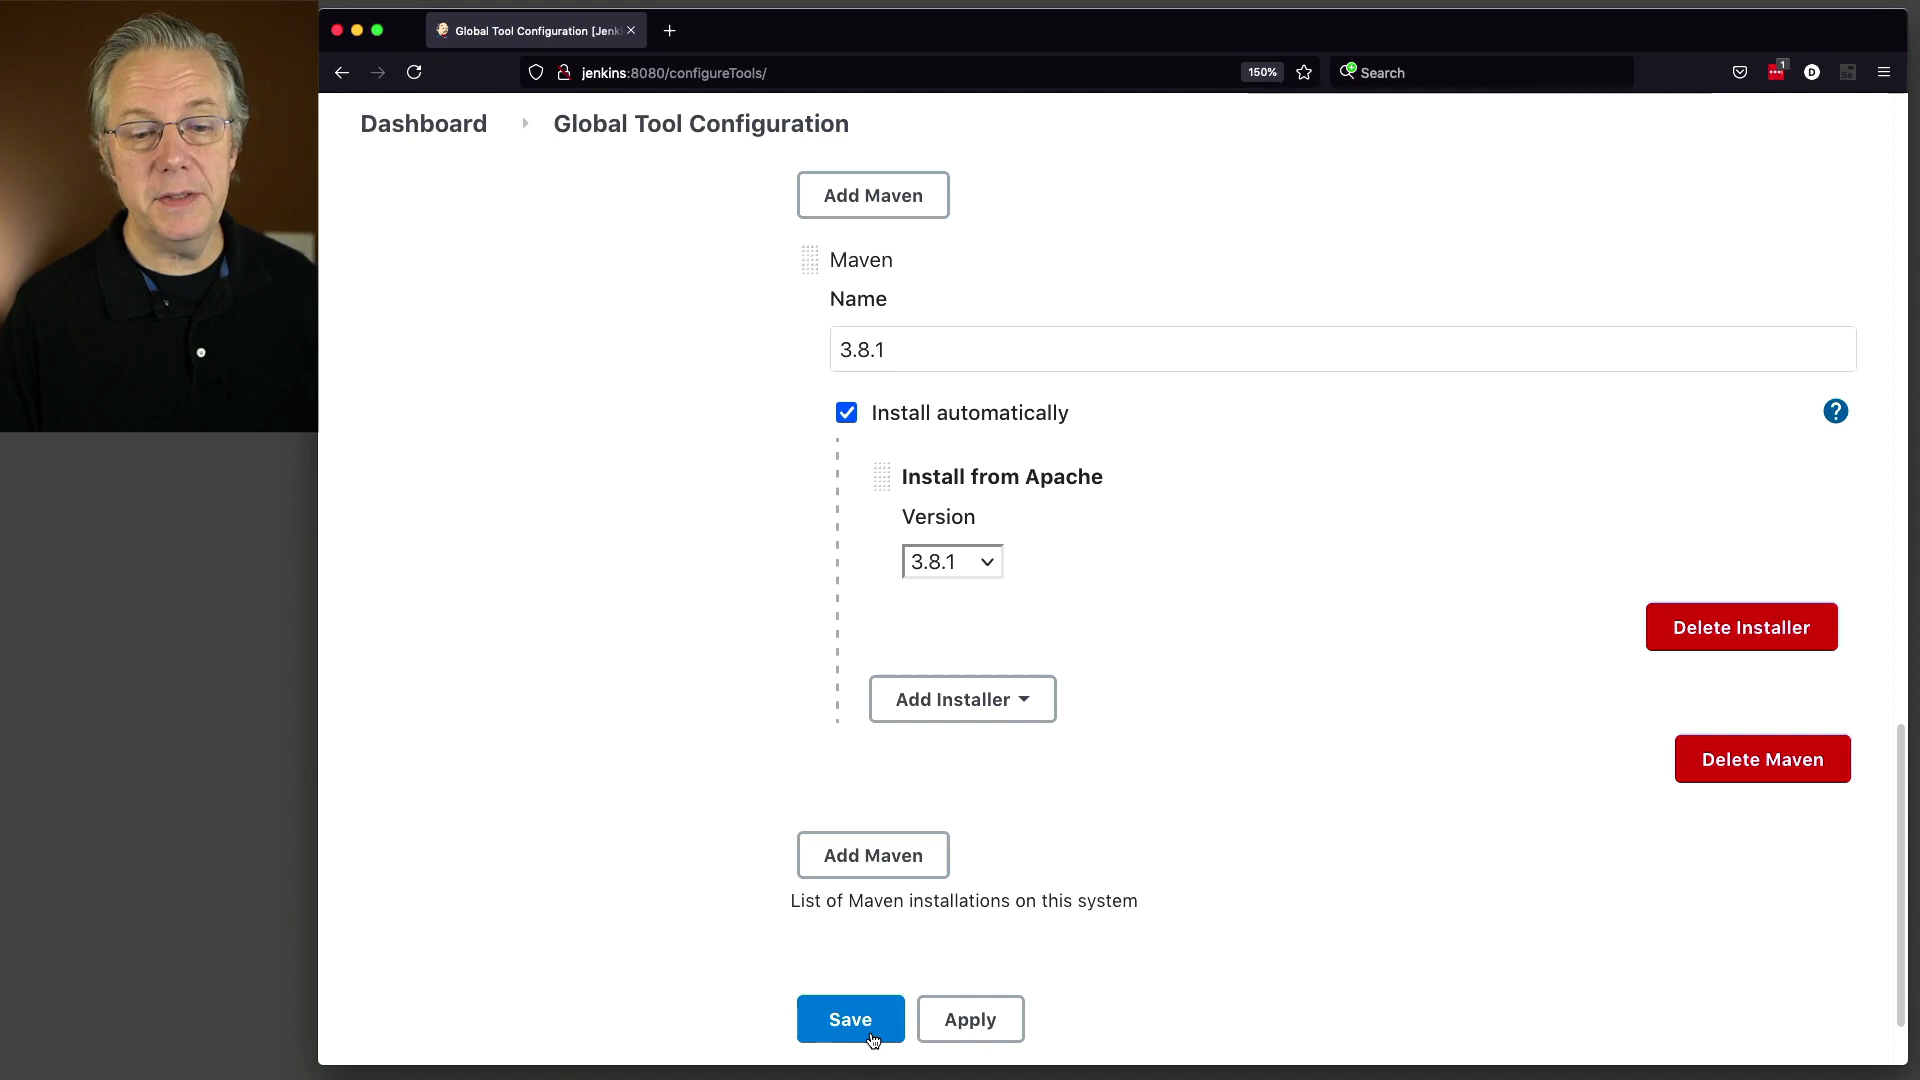 Global Tool Configuration [Jenk
jenkins:8080/configureTools/
150%
Search
1
D
Dashboard
Global Tool Configuration
Add Maven
Maven
Name
3.8.1
Install automatically
?
Install from Apache
Version
3.8.1
Delete Installer
Add Installer
Delete Maven
Add Maven
List of Maven installations on this system
Save
Apply